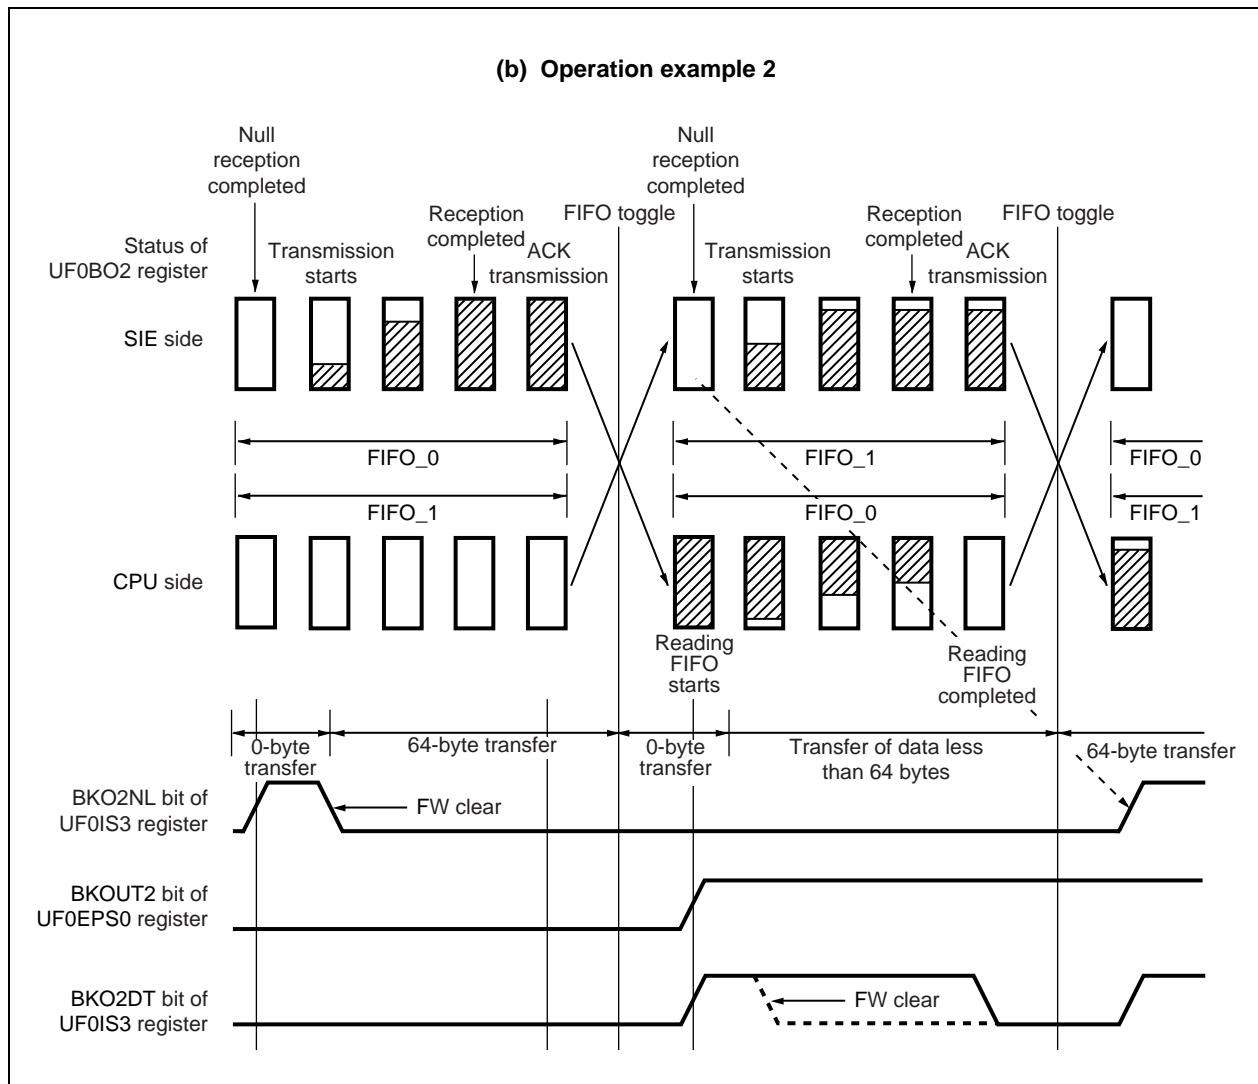 (b) Operation example 2
Null
reception
completed
Null
reception
completed
Reception
completed
FIFO toggle
Reception
completed
FIFO toggle
Status of
UF0BO2 register
Transmission
starts
ACK
transmission
Transmission
starts
ACK
transmission
SIE side
FIFO_0
FIFO_1
FIFO_0
FIFO_1
FIFO_0
FIFO_1
CPU side
Reading
FIFO
starts
Reading
FIFO
completed
0-byte
transfer
64-byte transfer
0-byte
transfer
Transfer of data less
than 64 bytes
64-byte transfer
BKO2NL bit of
UF0IS3 register
FW clear
BKOUT2 bit of
UF0EPS0 register
BKO2DT bit of
UF0IS3 register
FW clear